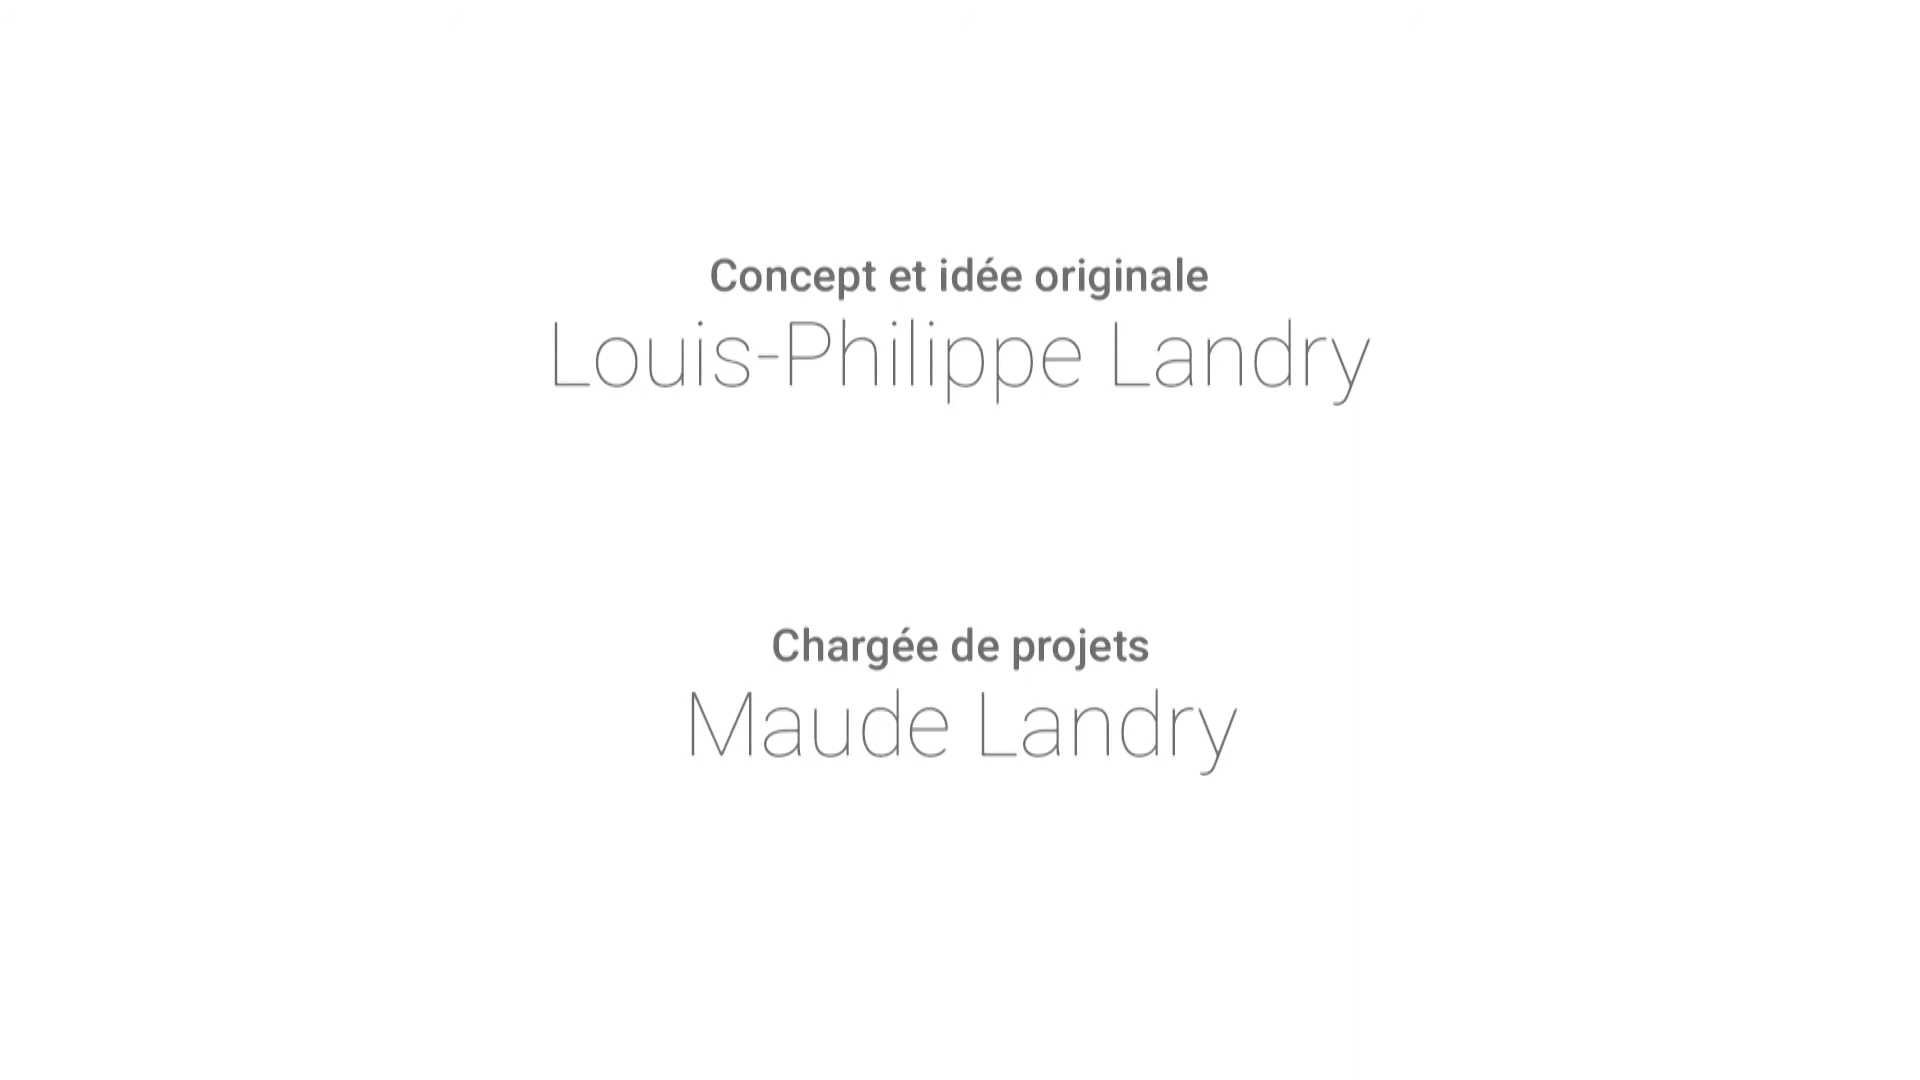 Concept et idée originale
Louis-Philippe Landry
Chargée de projets
Maude Landry